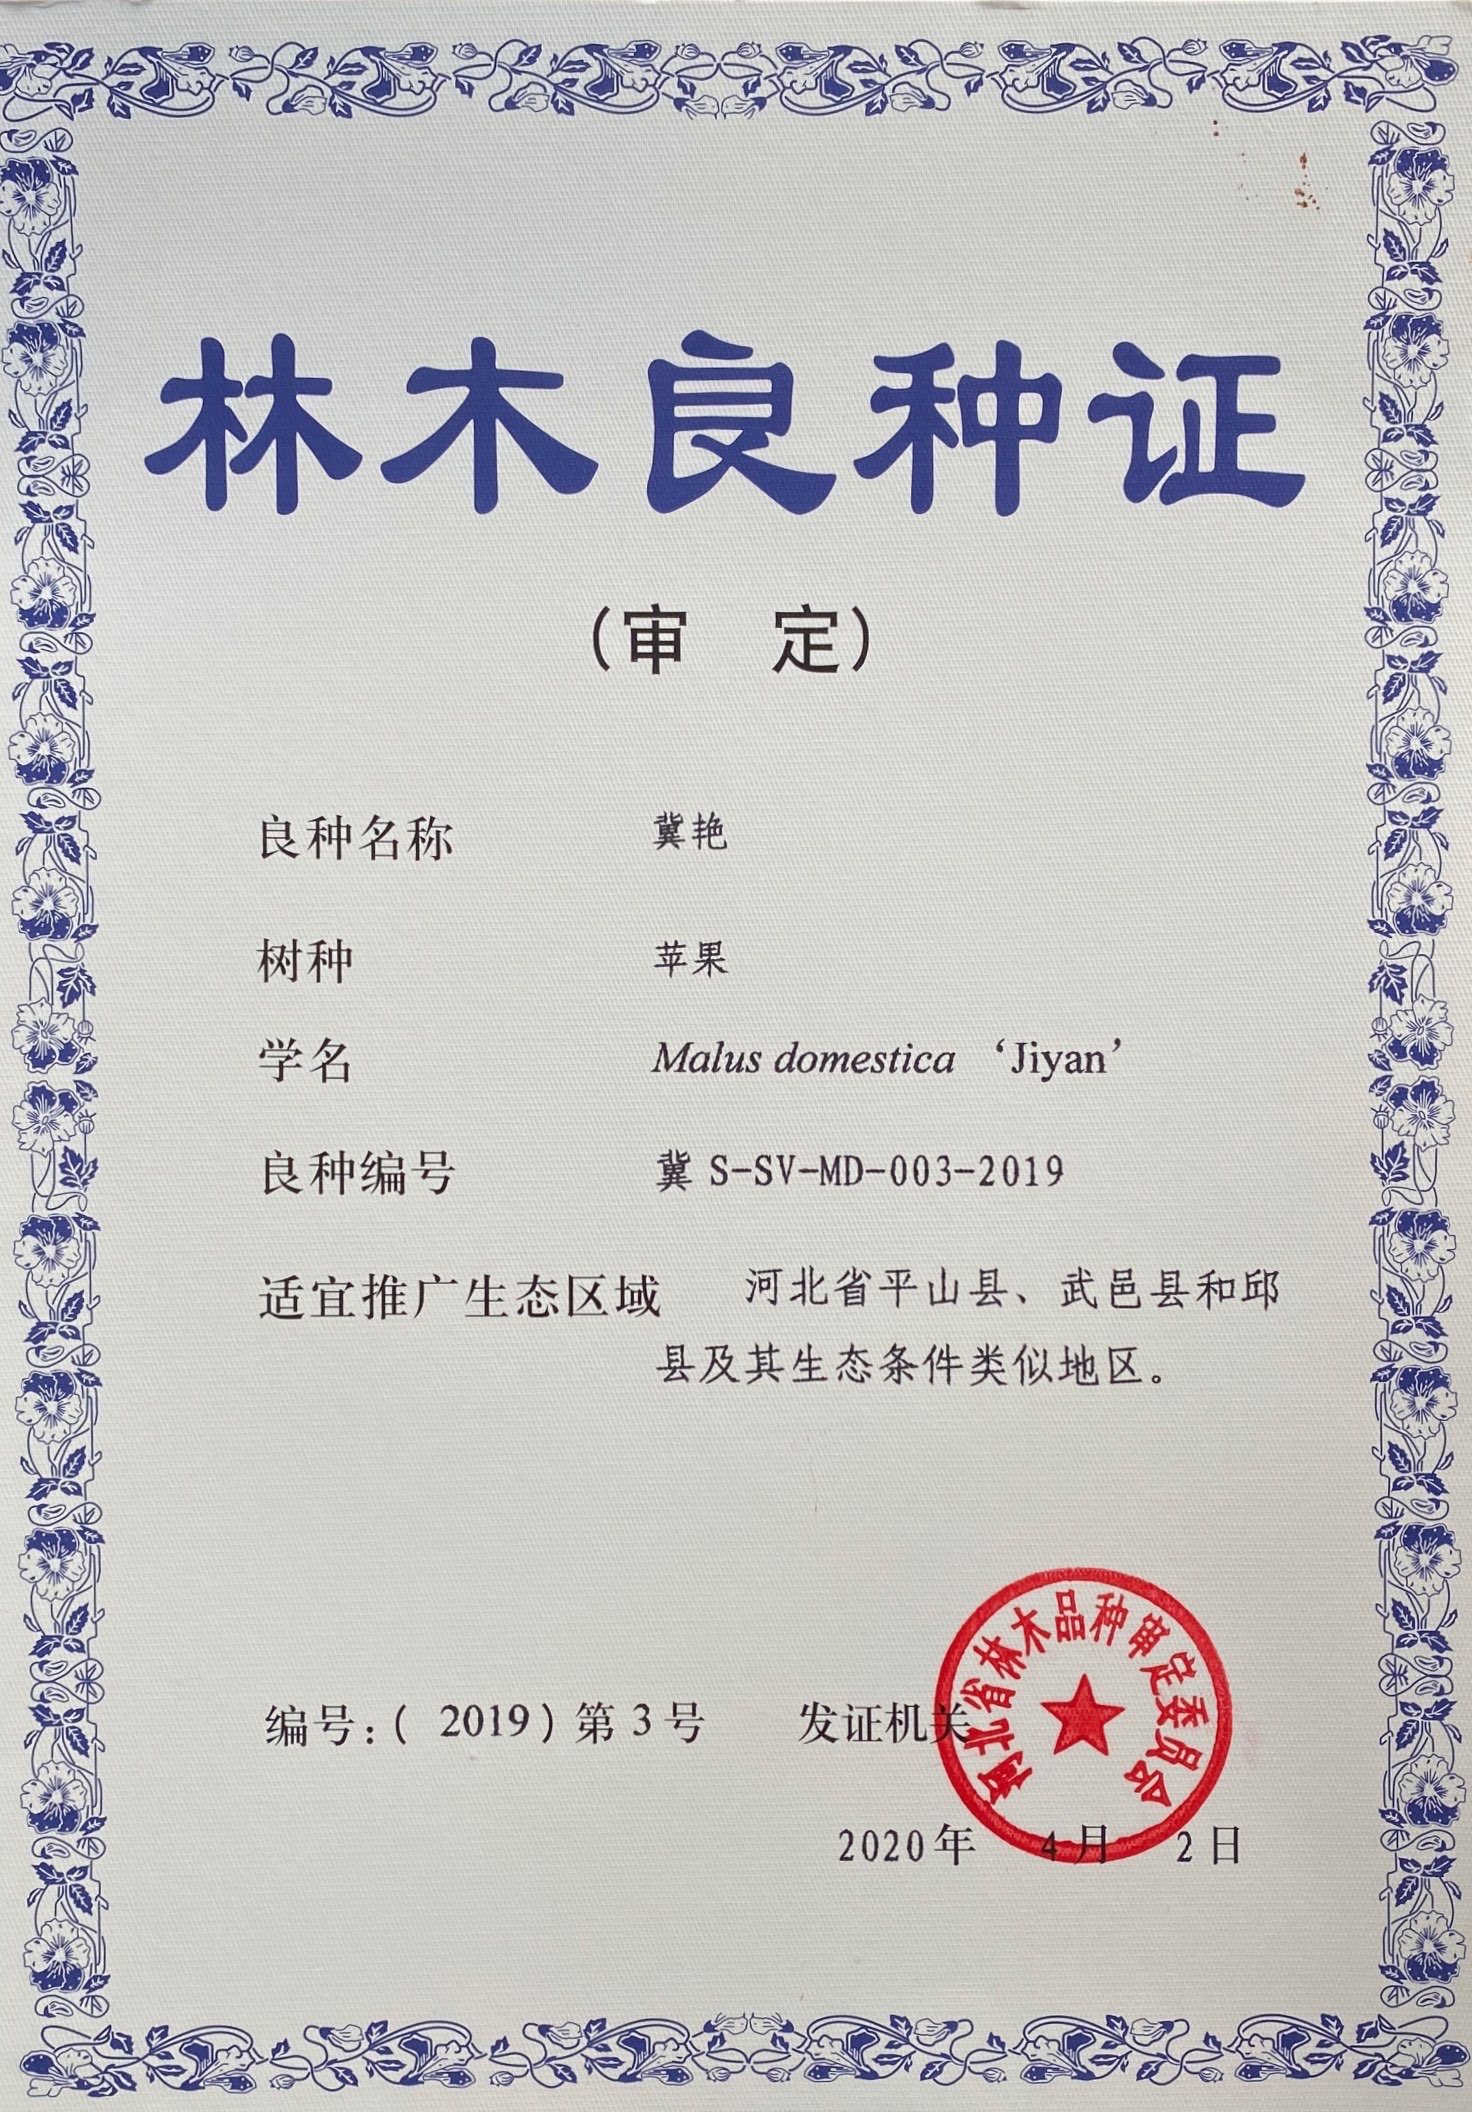 林木良种证
（审 定）
良种名称 冀艳
树种 苹果
学名 Malus domestica ‘Jiyan’
良种编号 冀 S-SV-MD-003-2019
适宜推广生态区域 河北省平山县、武邑县和邱
县及其生态条件类似地区。
河北省林木品种审定委员会
编号:( 2019 ) 第 3 号 发证机关
2020年 4月 2日